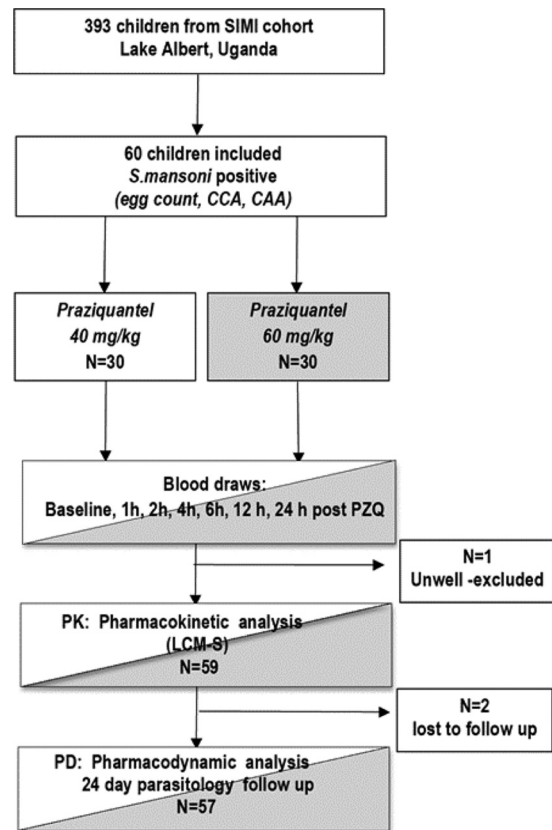 393 children from SIMI cohort
Lake Albert, Uganda
60 children included
S.mansoni positive
(egg count, CCA, CAA)
Praziquantel
40 mg/kg
N=30
Praziquantel
60 mg/kg
N=30
Blood draws:
Baseline, 1h, 2h, 4h, 6h, 12 h, 24 h post PZQ
N=1
Unwell -excluded
PK: Pharmacokinetic analysis
(LCM-S)
N=59
N=2
lost to follow up
PD: Pharmacodynamic analysis
24 day parasitology follow up
N=57